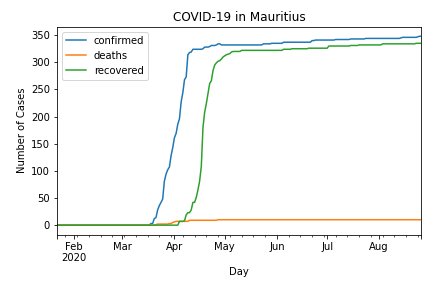 COVID-19 in Mauritius
confirmed
deaths
recovered
Number of Cases
350
300
250
200
150
100
50
0
Feb Mar Apr May Jun Jul Aug
2020
Day